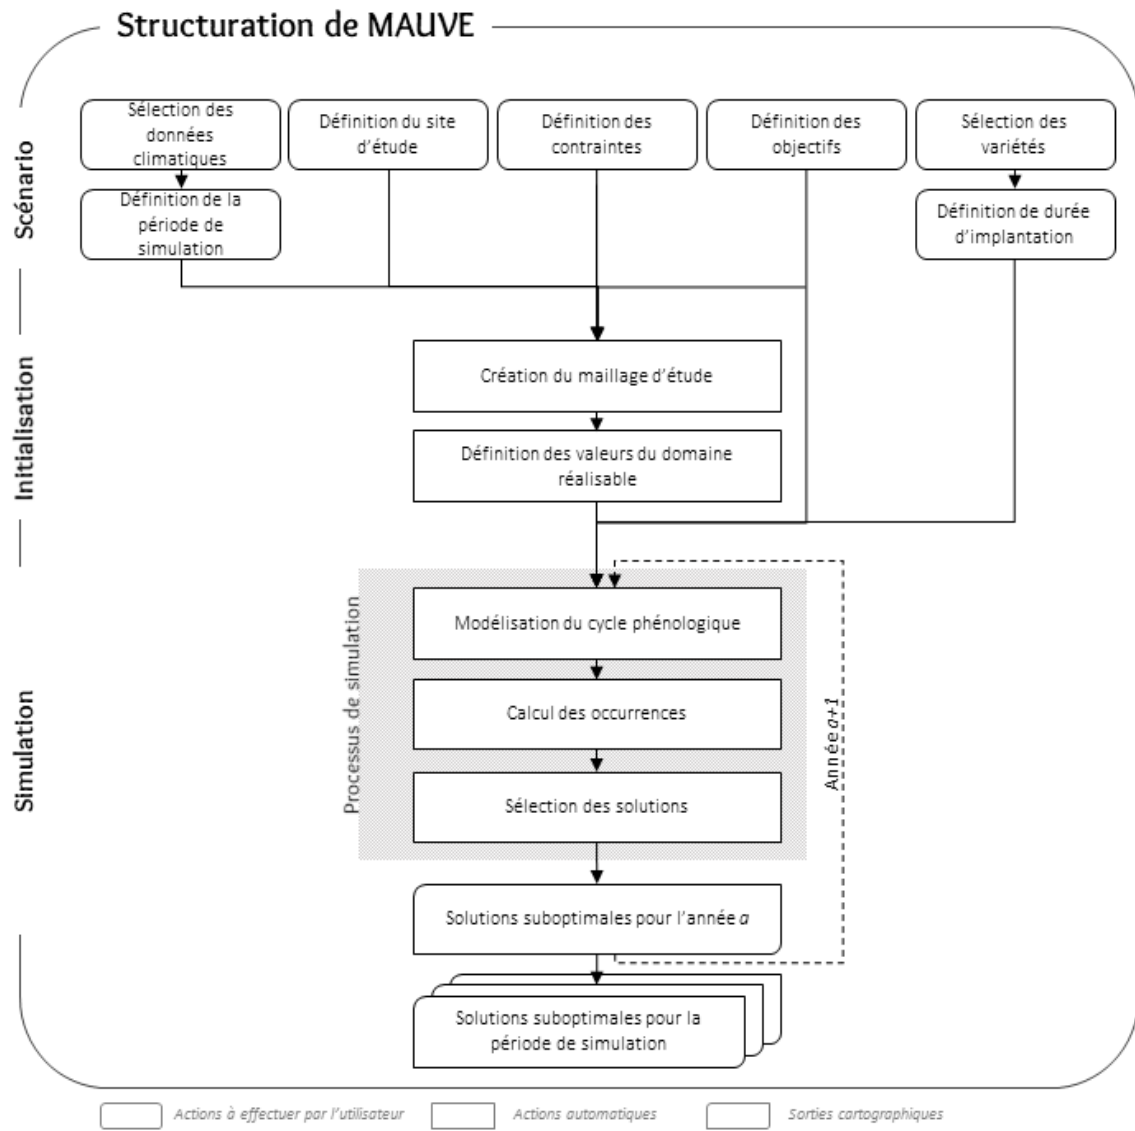 Structuration de MAUVE
Scénario
Sélection des
données
climatiques
Définition du site
d'étude
Définition des
contraintes
Définition des
objectifs
Sélection des
variétés
Définition de la
période de
simulation
Définition de durée
d'implantation
Initialisation
Création du maillage d'étude
Définition des valeurs du domaine
réalisable
Simulation
Processus de simulation
Modélisation du cycle phénologique
Calcul des occurrences
Sélection des solutions
Année a+1
Solutions suboptimales pour l'année a
Solutions suboptimales pour la
période de simulation
Actions à effectuer par l'utilisateur
Actions automatiques
Sorties cartographiques